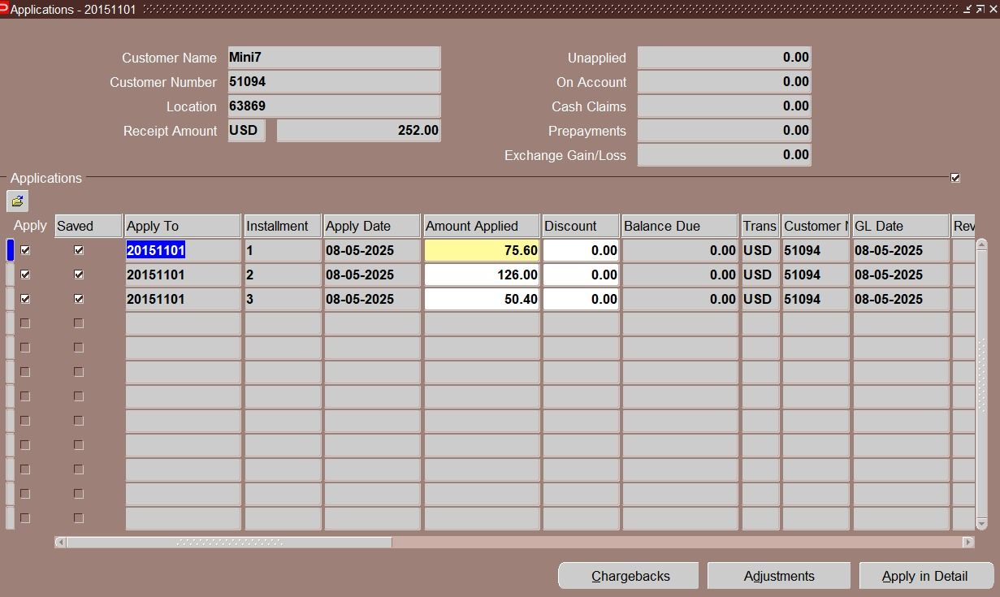 Applications - 20151101
Customer Name Mini7
Customer Number 51094
Location 63869
Receipt Amount USD 252.00
Unapplied 0.00
On Account 0.00
Cash Claims 0.00
Prepayments 0.00
Exchange Gain/Loss 0.00
Applications
Apply Saved Apply To Installment Apply Date Amount Applied Discount Balance Due Trans Customer N GL Date Rev
20151101 1 08-05-2025 75.60 0.00 0.00 USD 51094 08-05-2025
20151101 2 08-05-2025 126.00 0.00 0.00 USD 51094 08-05-2025
20151101 3 08-05-2025 50.40 0.00 0.00 USD 51094 08-05-2025
Chargebacks Adjustments Apply in Detail